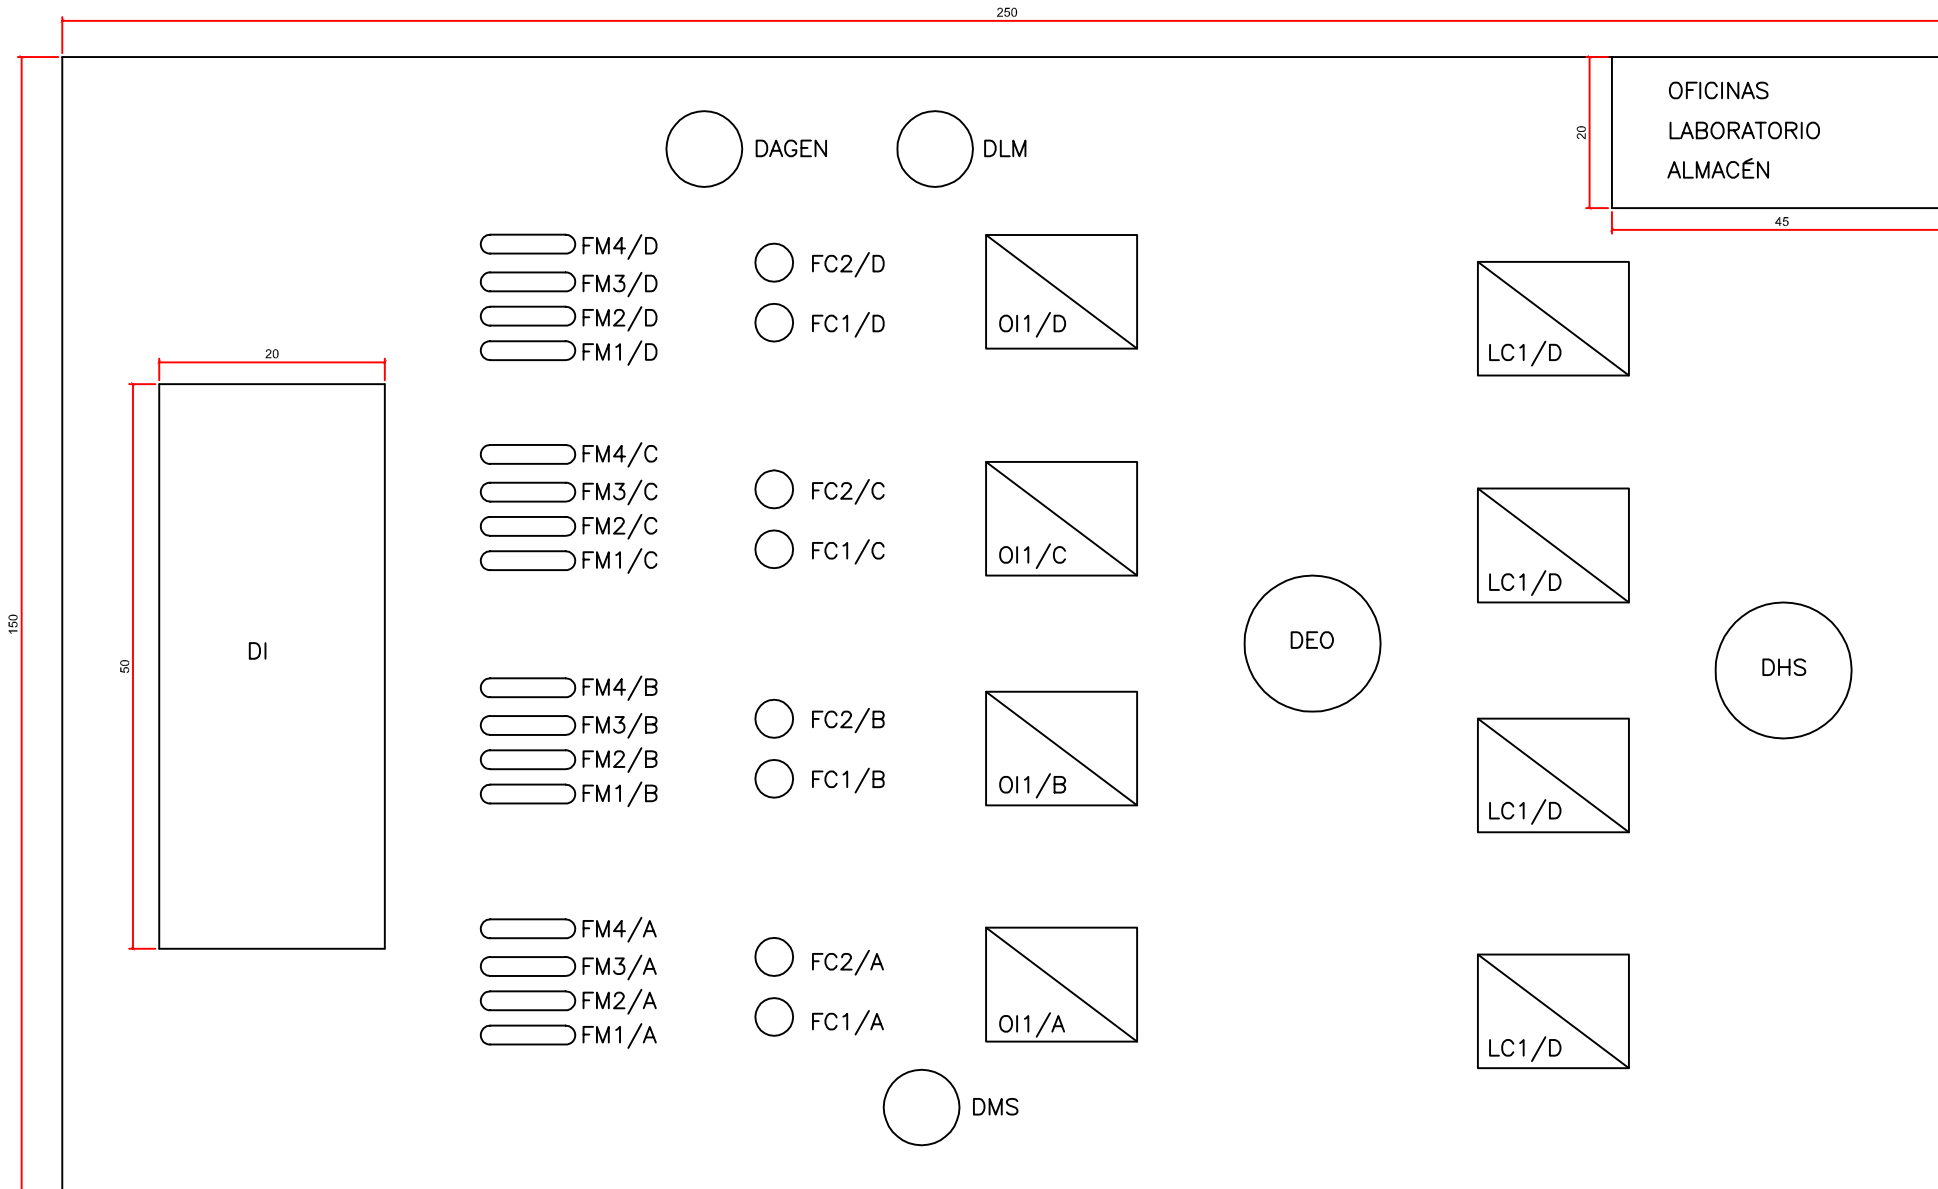 250
OFICINAS
LABORATORIO
ALMACÉN
20
45
DAGEN
DLM
FM4/D
FM3/D
FM2/D
FM1/D
FC2/D
FC1/D
OI1/D
LC1/D
20
50
150
DI
FM4/C
FM3/C
FM2/C
FM1/C
FC2/C
FC1/C
OI1/C
LC1/D
DEO
DHS
FM4/B
FM3/B
FM2/B
FM1/B
FC2/B
FC1/B
OI1/B
LC1/D
FM4/A
FM3/A
FM2/A
FM1/A
FC2/A
FC1/A
OI1/A
LC1/D
DMS